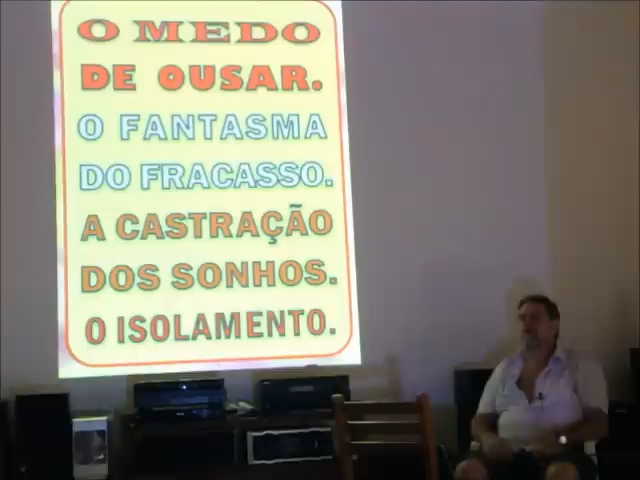 O MEDO
DE OUSAR.
O FANTASMA
DO FRACASSO.
A CASTRAÇÃO
DOS SONHOS.
O ISOLAMENTO.